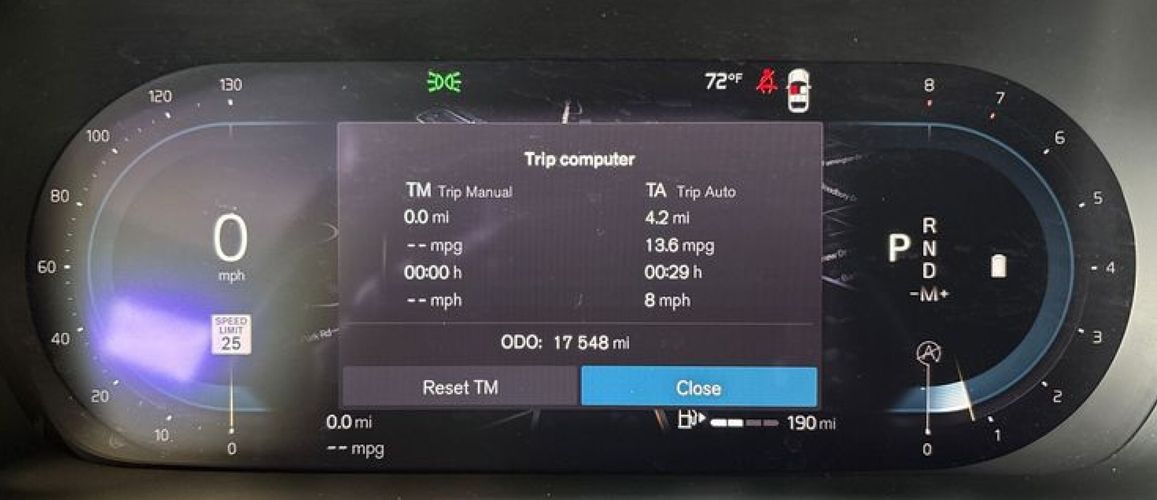 130
120
100
80
60
40
20
10
0
0
mph
SPEED
LIMIT
25
72°F
Trip computer
TM Trip Manual
0.0 mi
-- mpg
00:00 h
-- mph
TA Trip Auto
4.2 mi
13.6 mpg
00:29 h
8 mph
ODO: 17 548 mi
Reset TM
Close
0.0 mi
-- mpg
190 mi
P
R
N
D
-M+
A
8
7
6
5
4
3
2
1
0